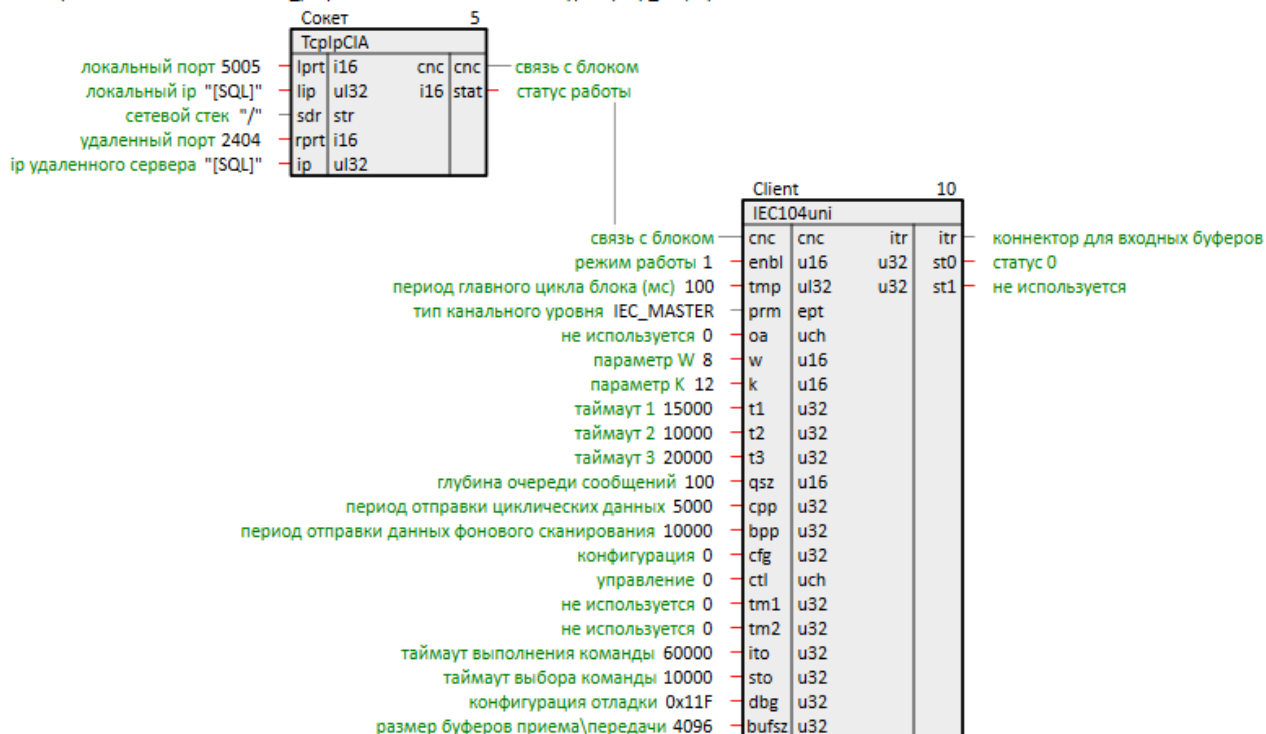 Сокет 5
TcpIpClA
локальный порт 5005 lprt i16 cnc cnc связь с блоком
локальный ip "[SQL]" lip ul32 i16 stat статус работы
сетевой стек "/" sdr str
удаленный порт 2404 rprt i16
ip удаленного сервера "[SQL]" ip ul32
Client 10
IEC104uni
связь с блоком cnc cnc itr itr коннектор для входных буферов
режим работы 1 enbl u16 u32 st0 статус 0
период главного цикла блока (мс) 100 tmp ul32 u32 st1 не используется
тип канального уровня IEC_MASTER prm ept
не используется 0 oa uch
параметр W 8 w u16
параметр K 12 k u16
таймаут 1 15000 t1 u32
таймаут 2 10000 t2 u32
таймаут 3 20000 t3 u32
глубина очереди сообщений 100 qsz u16
период отправки циклических данных 5000 cpp u32
период отправки данных фонового сканирования 10000 bpp u32
конфигурация 0 cfg u32
управление 0 ctl uch
не используется 0 tm1 u32
не используется 0 tm2 u32
таймаут выполнения команды 60000 ito u32
таймаут выбора команды 10000 sto u32
конфигурация отладки 0x11F dbg u32
размер буферов приема\передачи 4096 bufsz u32